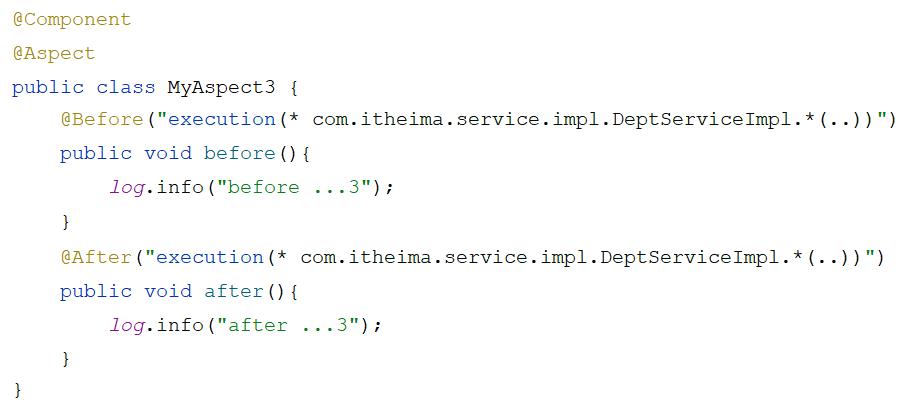 @Component
@Aspect
public class MyAspect3 {
    @Before("execution(* com.itheima.service.impl.DeptServiceImpl.*(..))")
    public void before(){
        log.info("before ...3");
    }
    @After("execution(* com.itheima.service.impl.DeptServiceImpl.*(..))")
    public void after(){
        log.info("after ...3");
    }
}